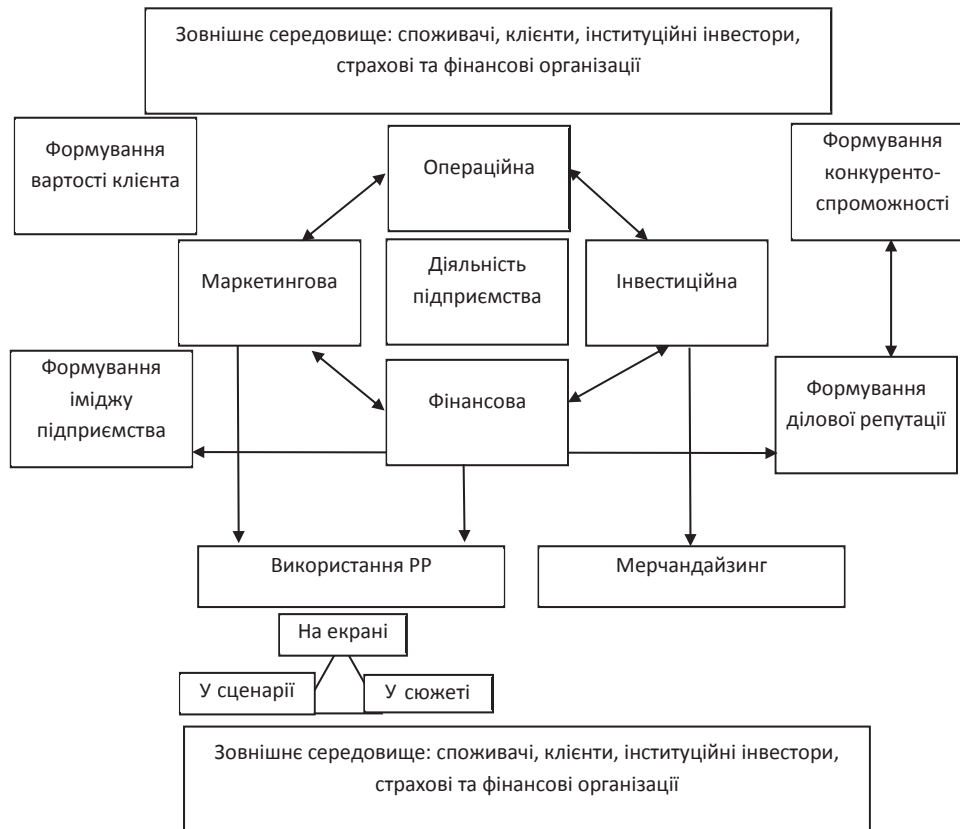 Зовнішнє середовище: споживачі, клієнти, інституційні інвестори,
страхові та фінансові організації
Формування
вартості клієнта
Операційна
Формування
конкуренто-
спроможності
Маркетингова
Діяльність
підприємства
Інвестиційна
Формування
іміджу
підприємства
Фінансова
Формування
ділової репутації
Використання РР
Мерчандайзинг
На екрані
У сценарії
У сюжеті
Зовнішнє середовище: споживачі, клієнти, інституційні інвестори,
страхові та фінансові організації